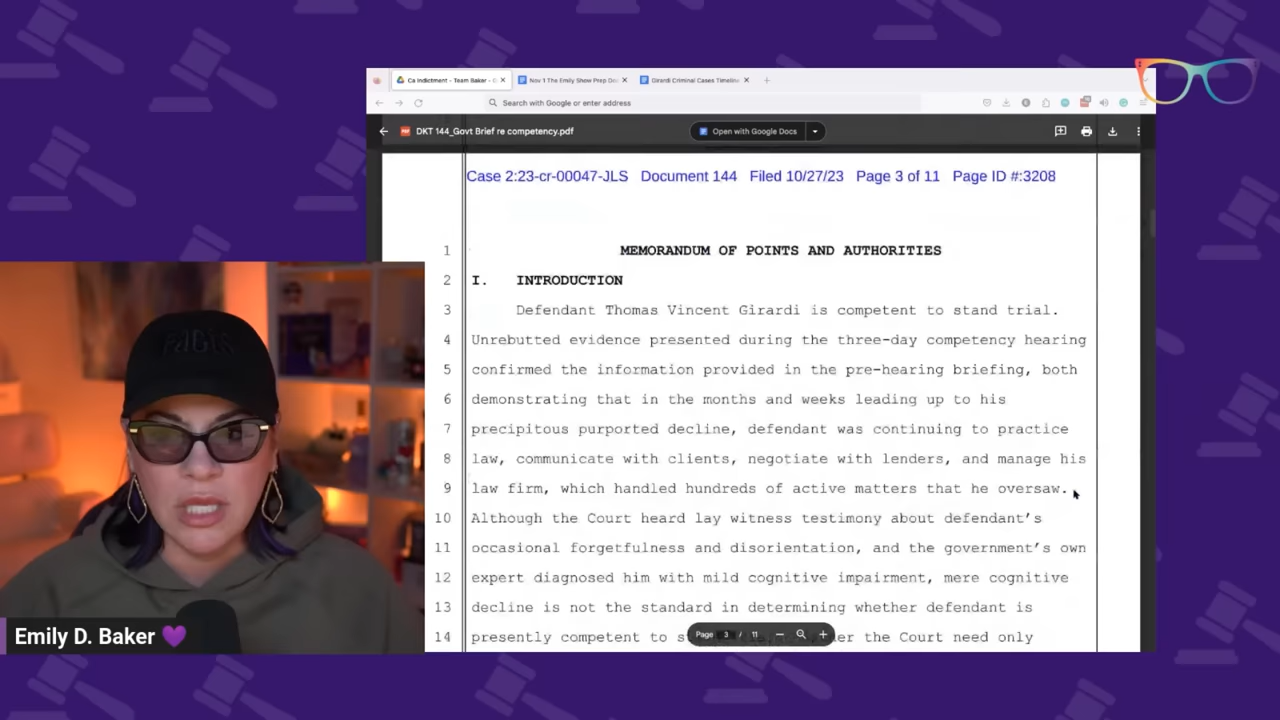 Ca Indictment - Team Baker -
Nov 1 The Emily Show Prep Do
Girardi Criminal Cases Timeline
Search with Google or enter address
DKT 144_Govt Brief re competency.pdf
Open with Google Docs
Case 2:23-cr-00047-JLS Document 144 Filed 10/27/23 Page 3 of 11 Page ID #:3208
1 MEMORANDUM OF POINTS AND AUTHORITIES
2 I. INTRODUCTION
3 Defendant Thomas Vincent Girardi is competent to stand trial.
4 Unrebutted evidence presented during the three-day competency hearing
5 confirmed the information provided in the pre-hearing briefing, both
6 demonstrating that in the months and weeks leading up to his
7 precipitous purported decline, defendant was continuing to practice
8 law, communicate with clients, negotiate with lenders, and manage his
9 law firm, which handled hundreds of active matters that he oversaw.
10 Although the Court heard lay witness testimony about defendant's
11 occasional forgetfulness and disorientation, and the government's own
12 expert diagnosed him with mild cognitive impairment, mere cognitive
13 decline is not the standard in determining whether defendant is
14 presently competent to the Court need only
Page 3 / 11
Emily D. Baker 💜